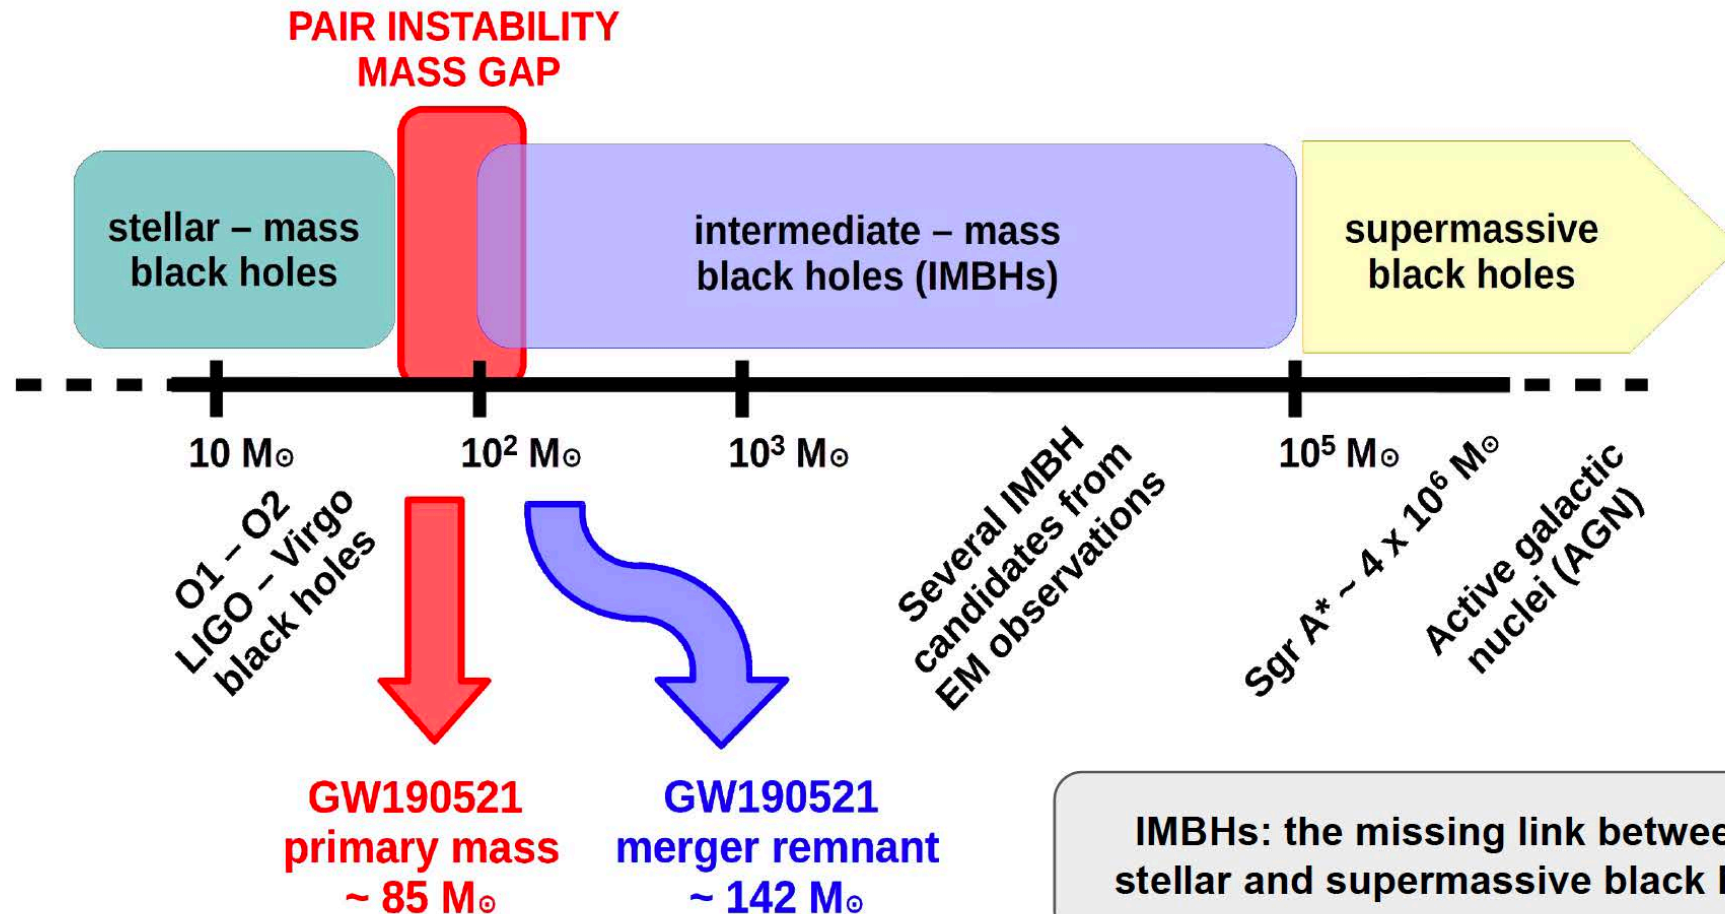 PAIR INSTABILITY
MASS GAP
stellar – mass
black holes
intermediate – mass
black holes (IMBHs)
supermassive
black holes
10 M⊙
10² M⊙
10³ M⊙
10⁵ M⊙
O1 – O2
LIGO – Virgo
black holes
Several IMBH
candidates from
EM observations
Sgr A* ~ 4 x 10⁶ M⊙
Active galactic
nuclei (AGN)
GW190521
primary mass
~ 85 M⊙
GW190521
merger remnant
~ 142 M⊙
IMBHs: the missing link
stellar and supermassive black